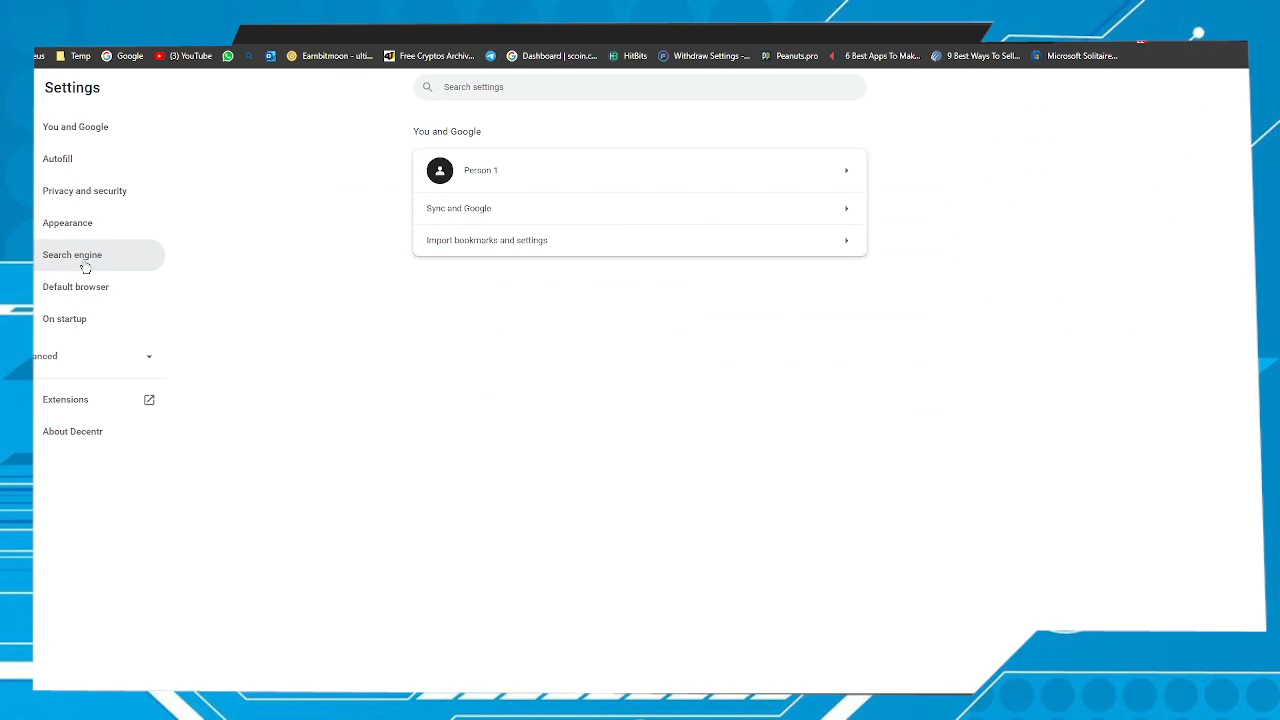 eus Temp Google (3) YouTube Earnbitmoon - ulti... Free Cryptos Archiv... Dashboard | scoin.c... HitBits Withdraw Settings -... Peanuts.pro 6 Best Apps To Mak... 9 Best Ways To Sell... Microsoft Solitaire...
Settings
Search settings
You and Google
Autofill
Privacy and security
Appearance
Search engine
Default browser
On startup
anced
Extensions
About Decentr
You and Google
Person 1
Sync and Google
Import bookmarks and settings